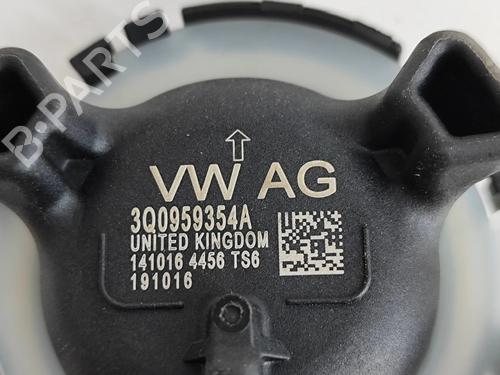 B-PARTS
VW AG
3Q0959354A
UNITED KINGDOM
141016 4456 TS6
191016